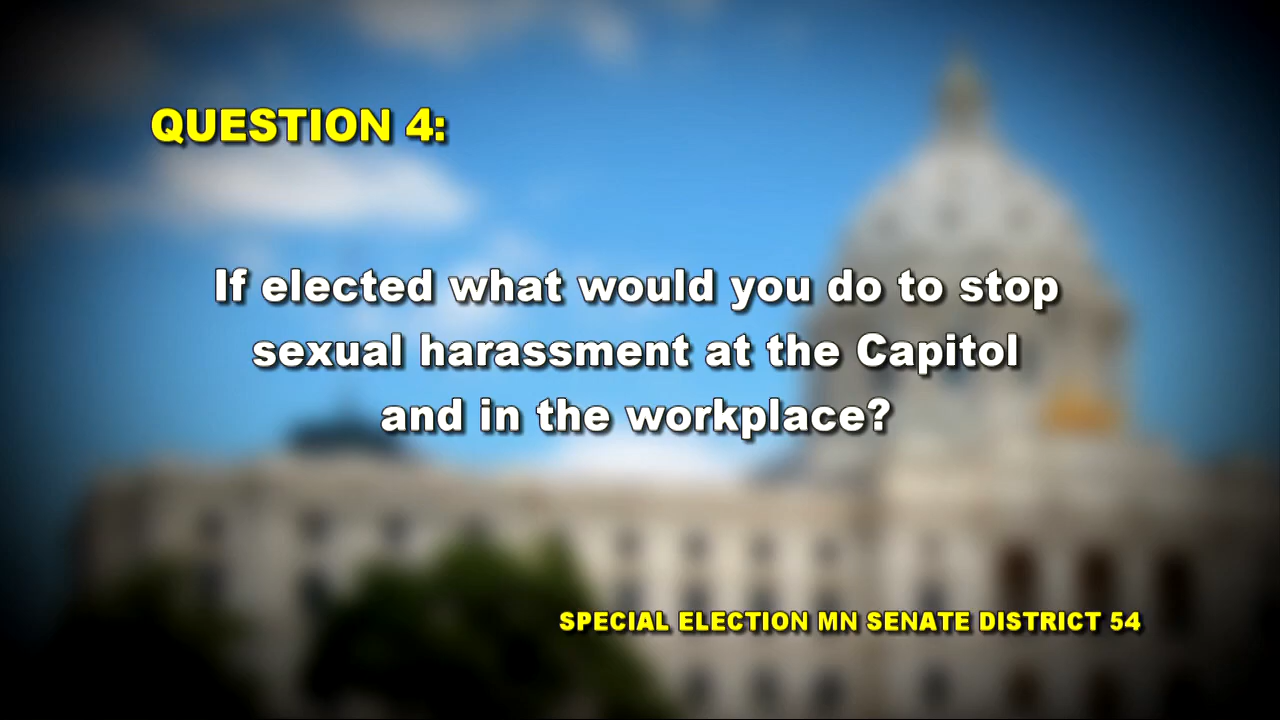 QUESTION 4:
If elected what would you do to stop
sexual harassment at the Capitol
and in the workplace?
SPECIAL ELECTION MN SENATE DISTRICT 54